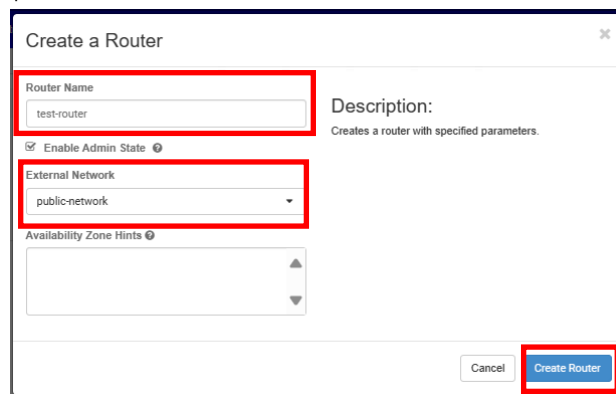 Create a Router
Router Name
test-router
Enable Admin State
External Network
public-network
Availability Zone Hints
Description:
Creates a router with specified parameters.
Cancel
Create Router